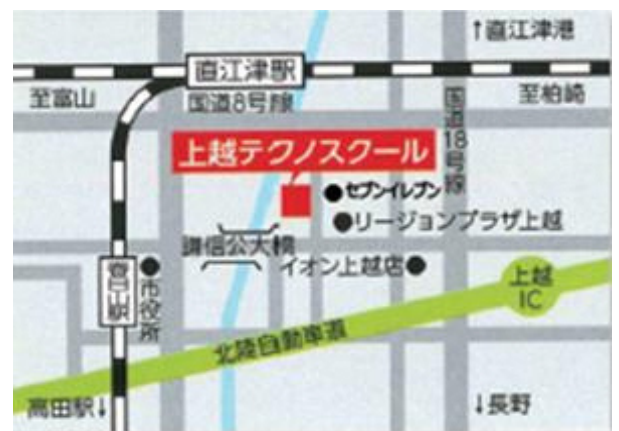 ↑直江津港
直江津駅
至富山
国道8号線
国道18号線
至柏崎
上越テクノスクール
●セブンイレブン
●リージョンプラザ上越
謙信公大橋
イオン上越店●
春日山駅
●市役所
上越
IC
北陸自動車道
高田駅↓
↓長野